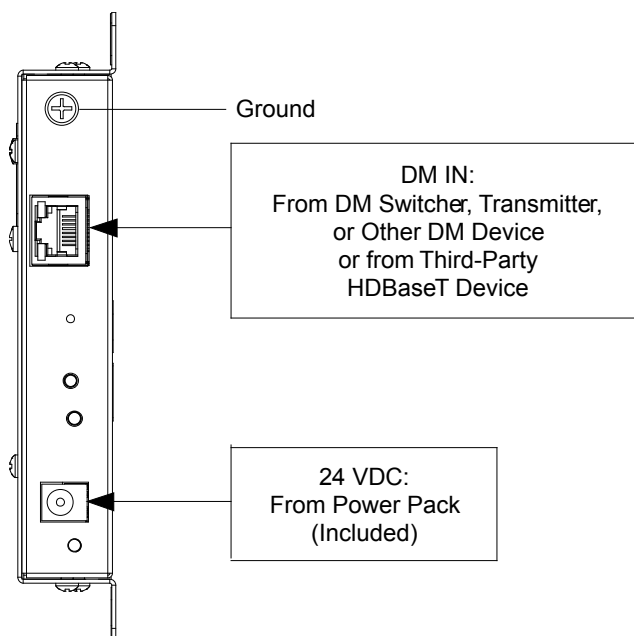 Ground
DM IN:
From DM Switcher, Transmitter,
or Other DM Device
or from Third-Party
HDBaseT Device
24 VDC:
From Power Pack
(Included)